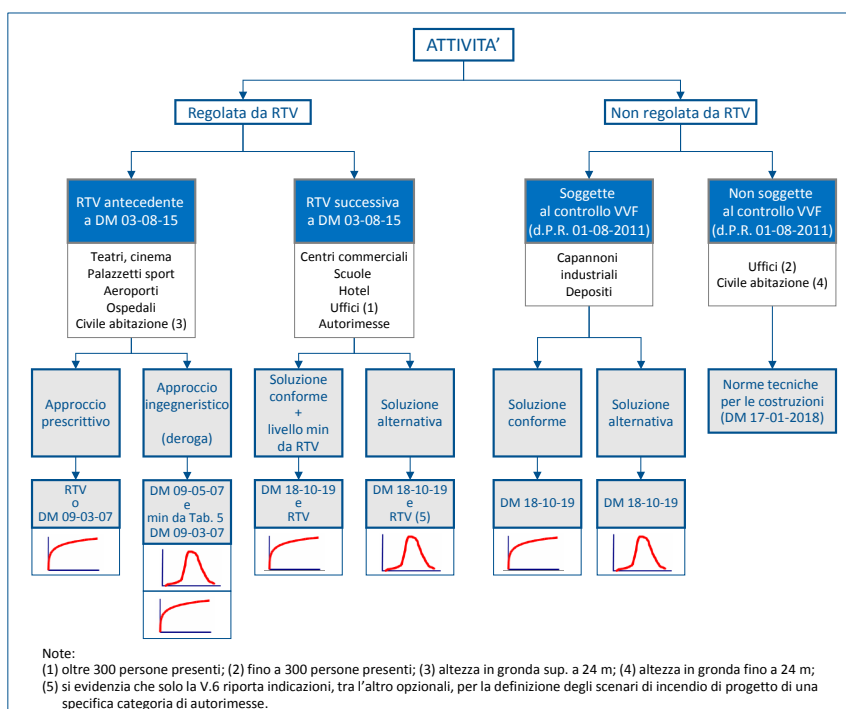 ATTIVITA'
Regolata da RTV
Non regolata da RTV
RTV antecedente
a DM 03-08-15
Teatri, cinema
Palazzetti sport
Aeroporti
Ospedali
Civile abitazione (3)
RTV successiva
a DM 03-08-15
Centri commerciali
Scuole
Hotel
Uffici (1)
Autorimesse
Soggette
al controllo VVF
(d.P.R. 01-08-2011)
Capannoni
industriali
Depositi
Non soggette
al controllo VVF
(d.P.R. 01-08-2011)
Uffici (2)
Civile abitazione (4)
Approccio
prescrittivo
Approccio
ingegneristico
(deroga)
Soluzione
conforme
+
livello min
da RTV
Soluzione
alternativa
Soluzione
conforme
Soluzione
alternativa
Norme tecniche
per le costruzioni
(DM 17-01-2018)
RTV
o
DM 09-03-07
DM 09-05-07
e
min da Tab. 5
DM 09-03-07
DM 18-10-19
e
RTV
DM 18-10-19
e
RTV (5)
DM 18-10-19
DM 18-10-19
Note:
(1) oltre 300 persone presenti; (2) fino a 300 persone presenti; (3) altezza in gronda sup. a 24 m; (4) altezza in gronda fino a 24 m;
(5) si evidenzia che solo la V.6 riporta indicazioni, tra l'altro opzionali, per la definizione degli scenari di incendio di progetto di una
specifica categoria di autorimesse.